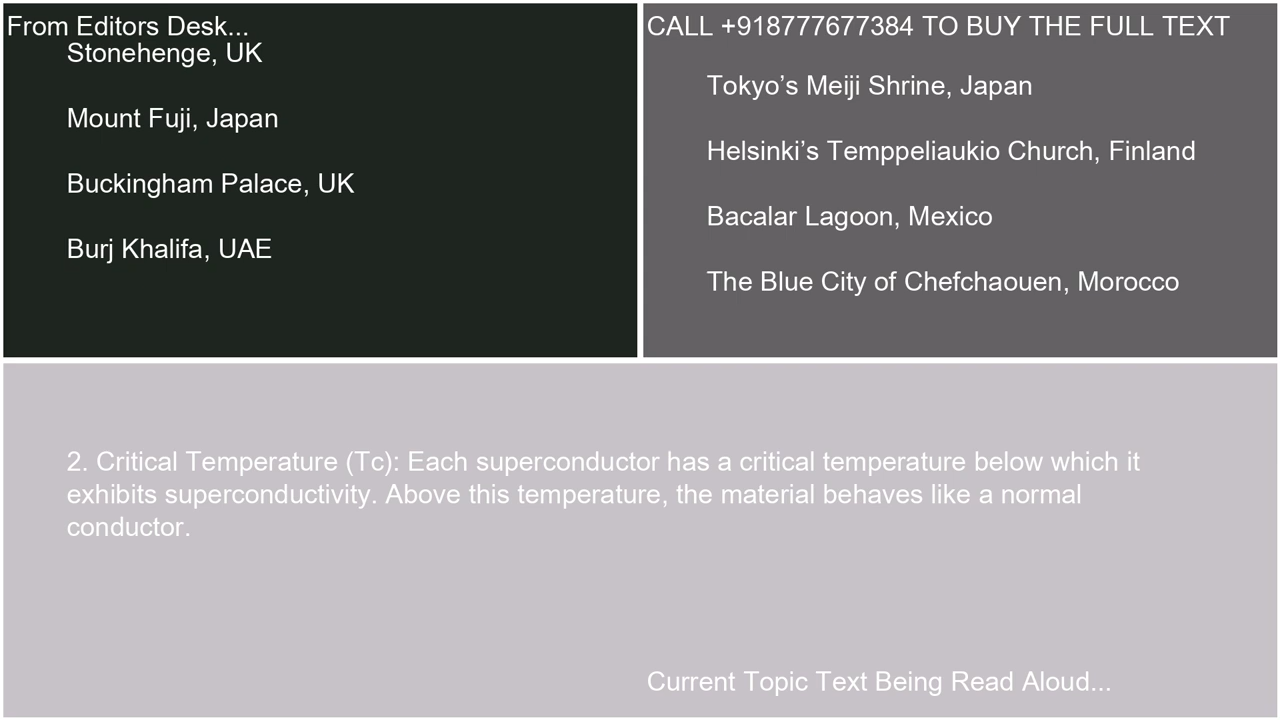 From Editors Desk...
Stonehenge, UK
Mount Fuji, Japan
Buckingham Palace, UK
Burj Khalifa, UAE
CALL +918777677384 TO BUY THE FULL TEXT
Tokyo’s Meiji Shrine, Japan
Helsinki’s Temppeliaukio Church, Finland
Bacalar Lagoon, Mexico
The Blue City of Chefchaouen, Morocco
2. Critical Temperature (Tc): Each superconductor has a critical temperature below which it
exhibits superconductivity. Above this temperature, the material behaves like a normal
conductor.
Current Topic Text Being Read Aloud...